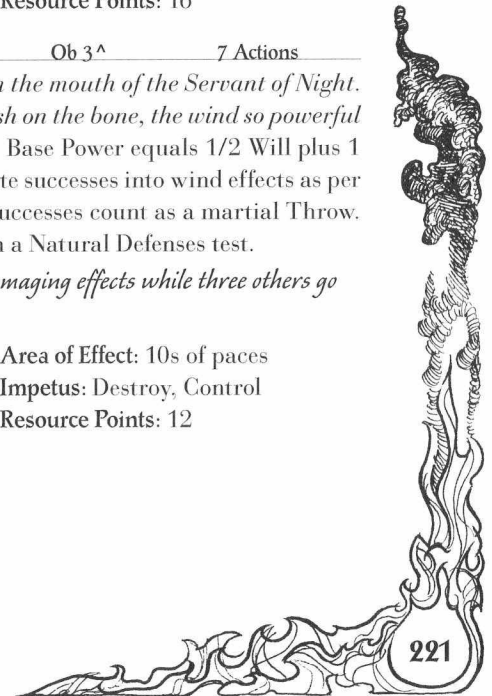 Resource Points: 16
Ob 3^ 7 Actions
the mouth of the Servant of Night.
sh on the bone, the wind so powerful
Base Power equals 1/2 Will plus 1
te successes into wind effects as per
uccesses count as a martial Throw.
a Natural Defenses test.
maging effects while three others go
Area of Effect: 10s of paces
Impetus: Destroy, Control
Resource Points: 12
221